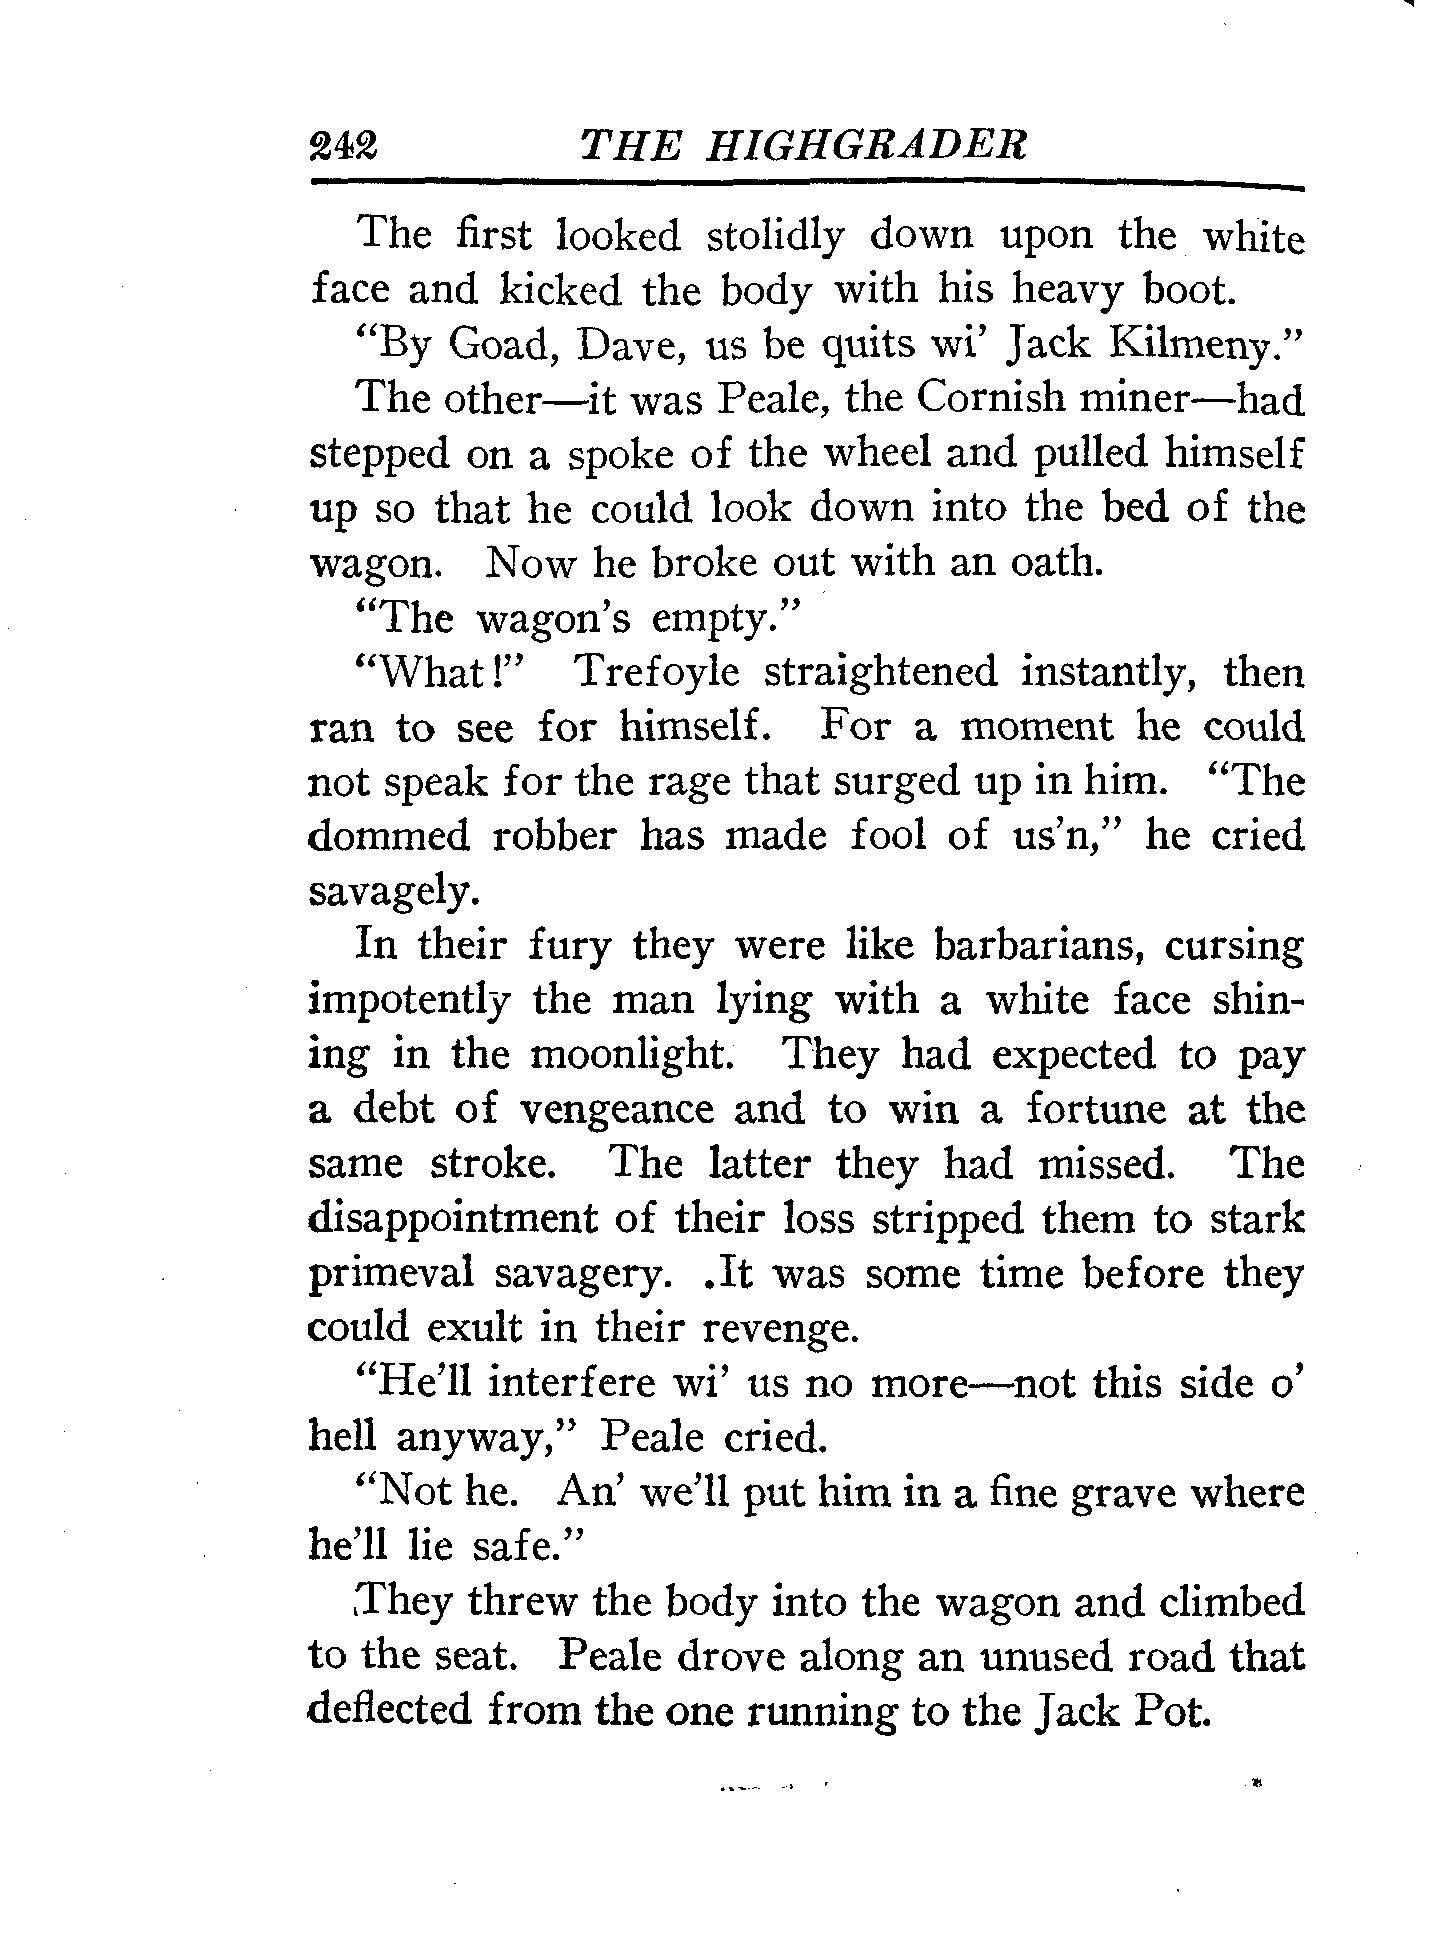 242 THE HIGHGRADER
The first looked stolidly down upon the white
face and kicked the body with his heavy boot.
“By Goad, Dave, us be quits wi’ Jack Kilmeny.”
The other—it was Peale, the Cornish miner—had
stepped on a spoke of the wheel and pulled himself
up so that he could look down into the bed of the
wagon. Now he broke out with an oath.
“The wagon’s empty.”
“What!” Trefoyle straightened instantly, then
ran to see for himself. For a moment he could
not speak for the rage that surged up in him. “The
dommed robber has made fool of us’n,” he cried
savagely.
In their fury they were like barbarians, cursing
impotently the man lying with a white face shin-
ing in the moonlight. They had expected to pay
a debt of vengeance and to win a fortune at the
same stroke. The latter they had missed. The
disappointment of their loss stripped them to stark
primeval savagery. .It was some time before they
could exult in their revenge.
“He’ll interfere wi’ us no more—not this side o’
hell anyway,” Peale cried.
“Not he. An’ we’ll put him in a fine grave where
he’ll lie safe.”
They threw the body into the wagon and climbed
to the seat. Peale drove along an unused road that
deflected from the one running to the Jack Pot.